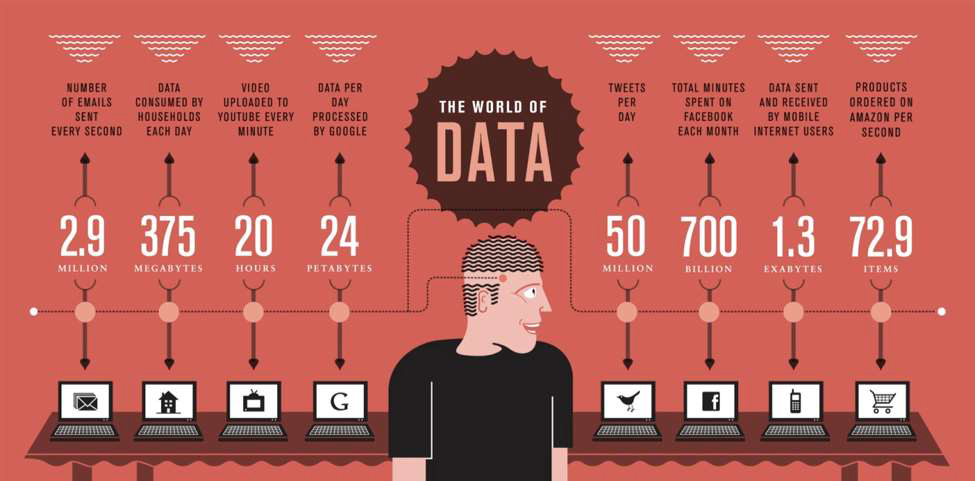 NUMBER
OF EMAILS
SENT
EVERY SECOND
2.9
MILLION
DATA
CONSUMED BY
HOUSEHOLDS
EACH DAY
375
MEGABYTES
VIDEO
UPLOADED TO
YOUTUBE EVERY
MINUTE
20
HOURS
DATA PER
DAY
PROCESSED
BY GOOGLE
24
PETABYTES
G
THE WORLD OF
DATA
TWEETS
PER
DAY
50
MILLION
TOTAL MINUTES
SPENT ON
FACEBOOK
EACH MONTH
700
BILLION
f
DATA SENT
AND RECEIVED
BY MOBILE
INTERNET USERS
1.3
EXABYTES
PRODUCTS
ORDERED ON
AMAZON PER
SECOND
72.9
ITEMS